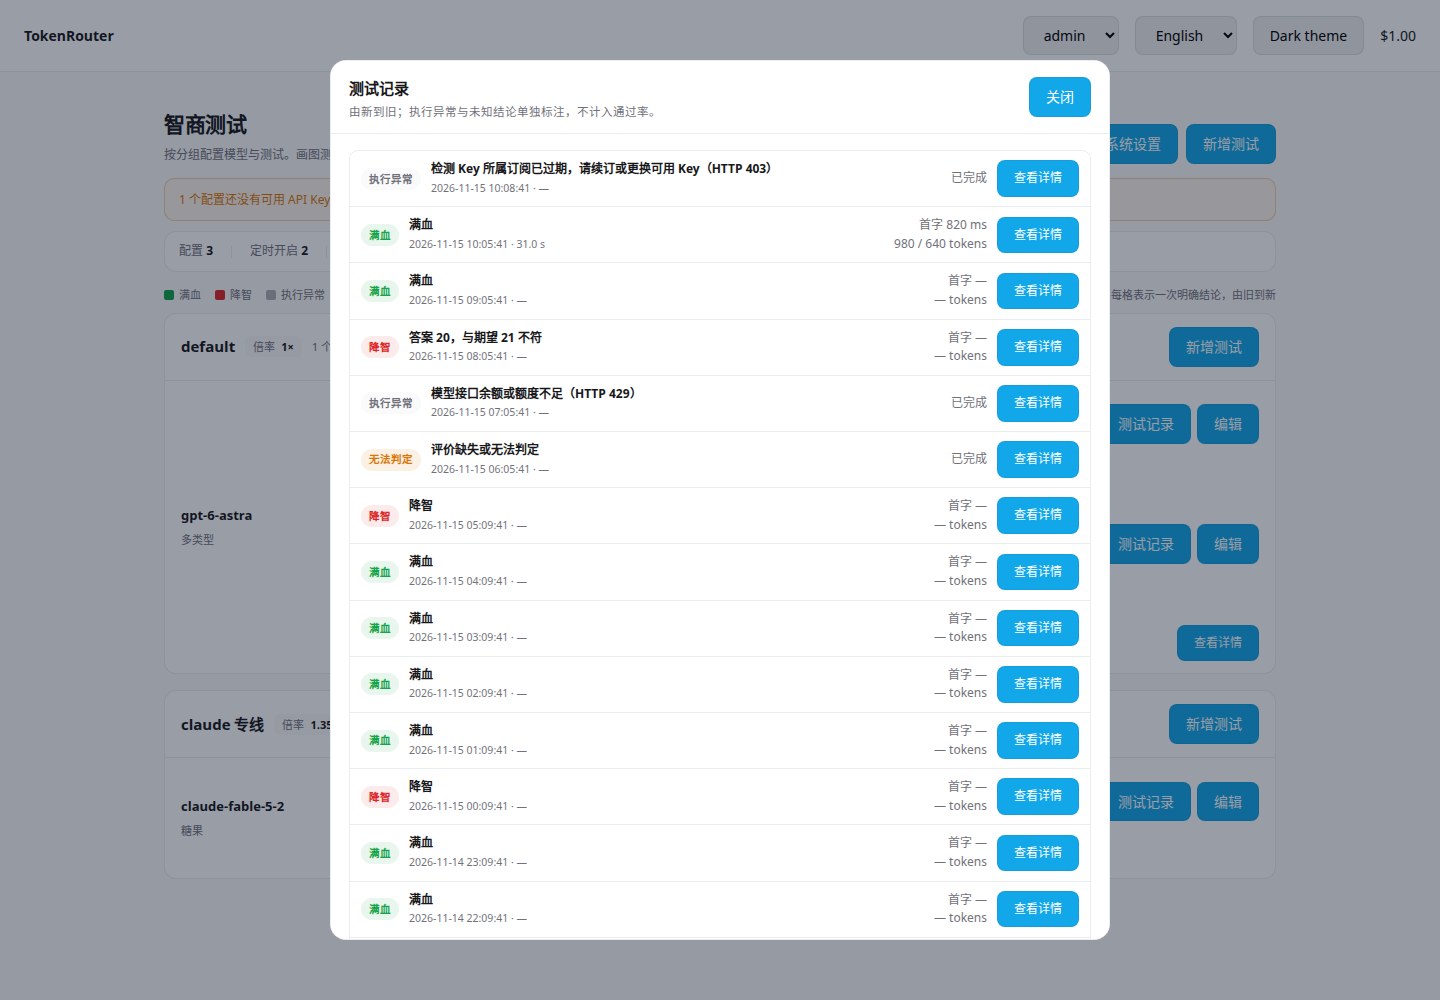 TokenRouter
admin
English
Dark theme
$1.00
智商测试
按分组配置模型与测试。画图测
系统设置
新增测试
1 个配置还没有可用 API Key
配置 3
定时开启 2
满血
降智
执行异常
每格表示一次明确结论，由旧到新
default
倍率 1×
1 个
新增测试
测试记录
编辑
gpt-6-astra
多类型
测试记录
编辑
查看详情
claude 专线
倍率 1.35
新增测试
claude-fable-5-2
糖果
测试记录
编辑
测试记录
由新到旧；执行异常与未知结论单独标注，不计入通过率。
关闭
执行异常
检测 Key 所属订阅已过期，请续订或更换可用 Key（HTTP 403）
2026-11-15 10:08:41 · —
已完成
查看详情
满血
满血
2026-11-15 10:05:41 · 31.0 s
首字 820 ms
980 / 640 tokens
查看详情
满血
满血
2026-11-15 09:05:41 · —
首字 —
— tokens
查看详情
降智
答案 20，与期望 21 不符
2026-11-15 08:05:41 · —
首字 —
— tokens
查看详情
执行异常
模型接口余额或额度不足（HTTP 429）
2026-11-15 07:05:41 · —
已完成
查看详情
无法判定
评价缺失或无法判定
2026-11-15 06:05:41 · —
已完成
查看详情
降智
降智
2026-11-15 05:09:41 · —
首字 —
— tokens
查看详情
满血
满血
2026-11-15 04:09:41 · —
首字 —
— tokens
查看详情
满血
满血
2026-11-15 03:09:41 · —
首字 —
— tokens
查看详情
满血
满血
2026-11-15 02:09:41 · —
首字 —
— tokens
查看详情
满血
满血
2026-11-15 01:09:41 · —
首字 —
— tokens
查看详情
降智
降智
2026-11-15 00:09:41 · —
首字 —
— tokens
查看详情
满血
满血
2026-11-14 23:09:41 · —
首字 —
— tokens
查看详情
满血
满血
2026-11-14 22:09:41 · —
首字 —
— tokens
查看详情